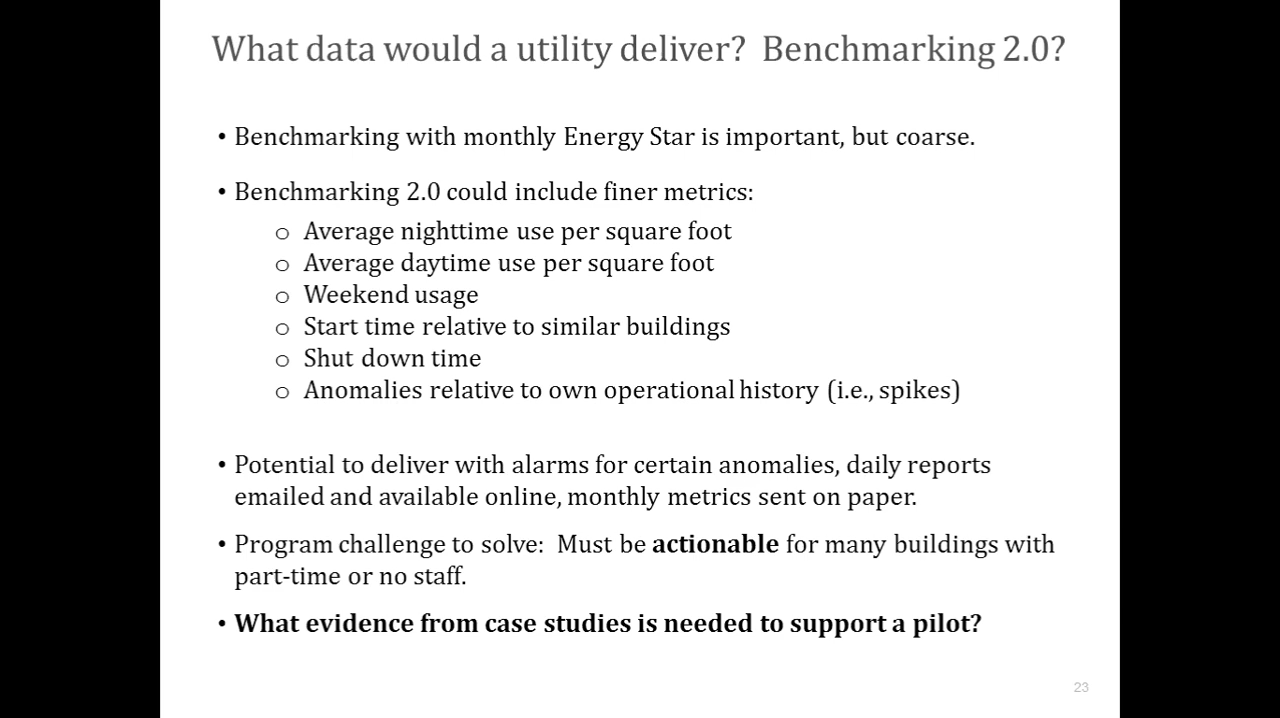 What data would a utility deliver?  Benchmarking 2.0?
• Benchmarking with monthly Energy Star is important, but coarse.
• Benchmarking 2.0 could include finer metrics:
o Average nighttime use per square foot
o Average daytime use per square foot
o Weekend usage
o Start time relative to similar buildings
o Shut down time
o Anomalies relative to own operational history (i.e., spikes)
• Potential to deliver with alarms for certain anomalies, daily reports
emailed and available online, monthly metrics sent on paper.
• Program challenge to solve:  Must be actionable for many buildings with
part-time or no staff.
• What evidence from case studies is needed to support a pilot?
23